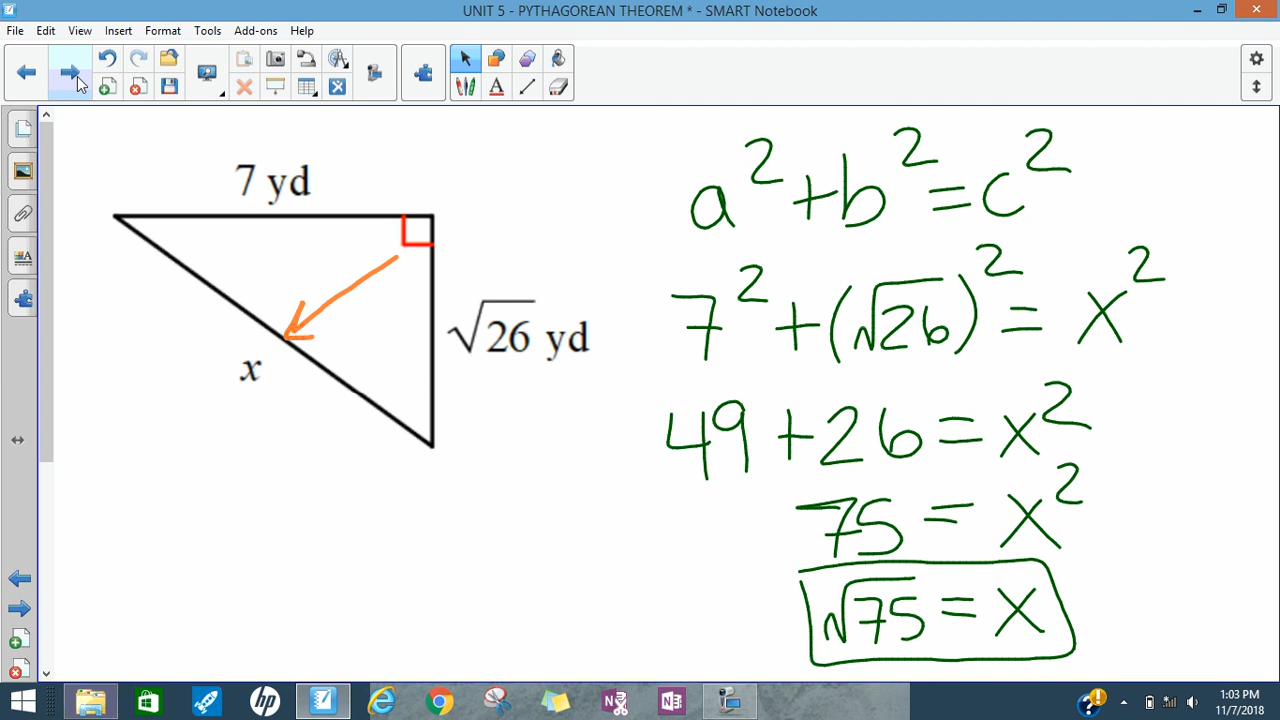 UNIT 5 - PYTHAGOREAN THEOREM * - SMART Notebook
File Edit View Insert Format Tools Add-ons Help
7 yd
√26 yd
x
a² + b² = c²
7² + (√26)² = x²
49 + 26 = x²
75 = x²
√75 = x
1:03 PM
11/7/2018